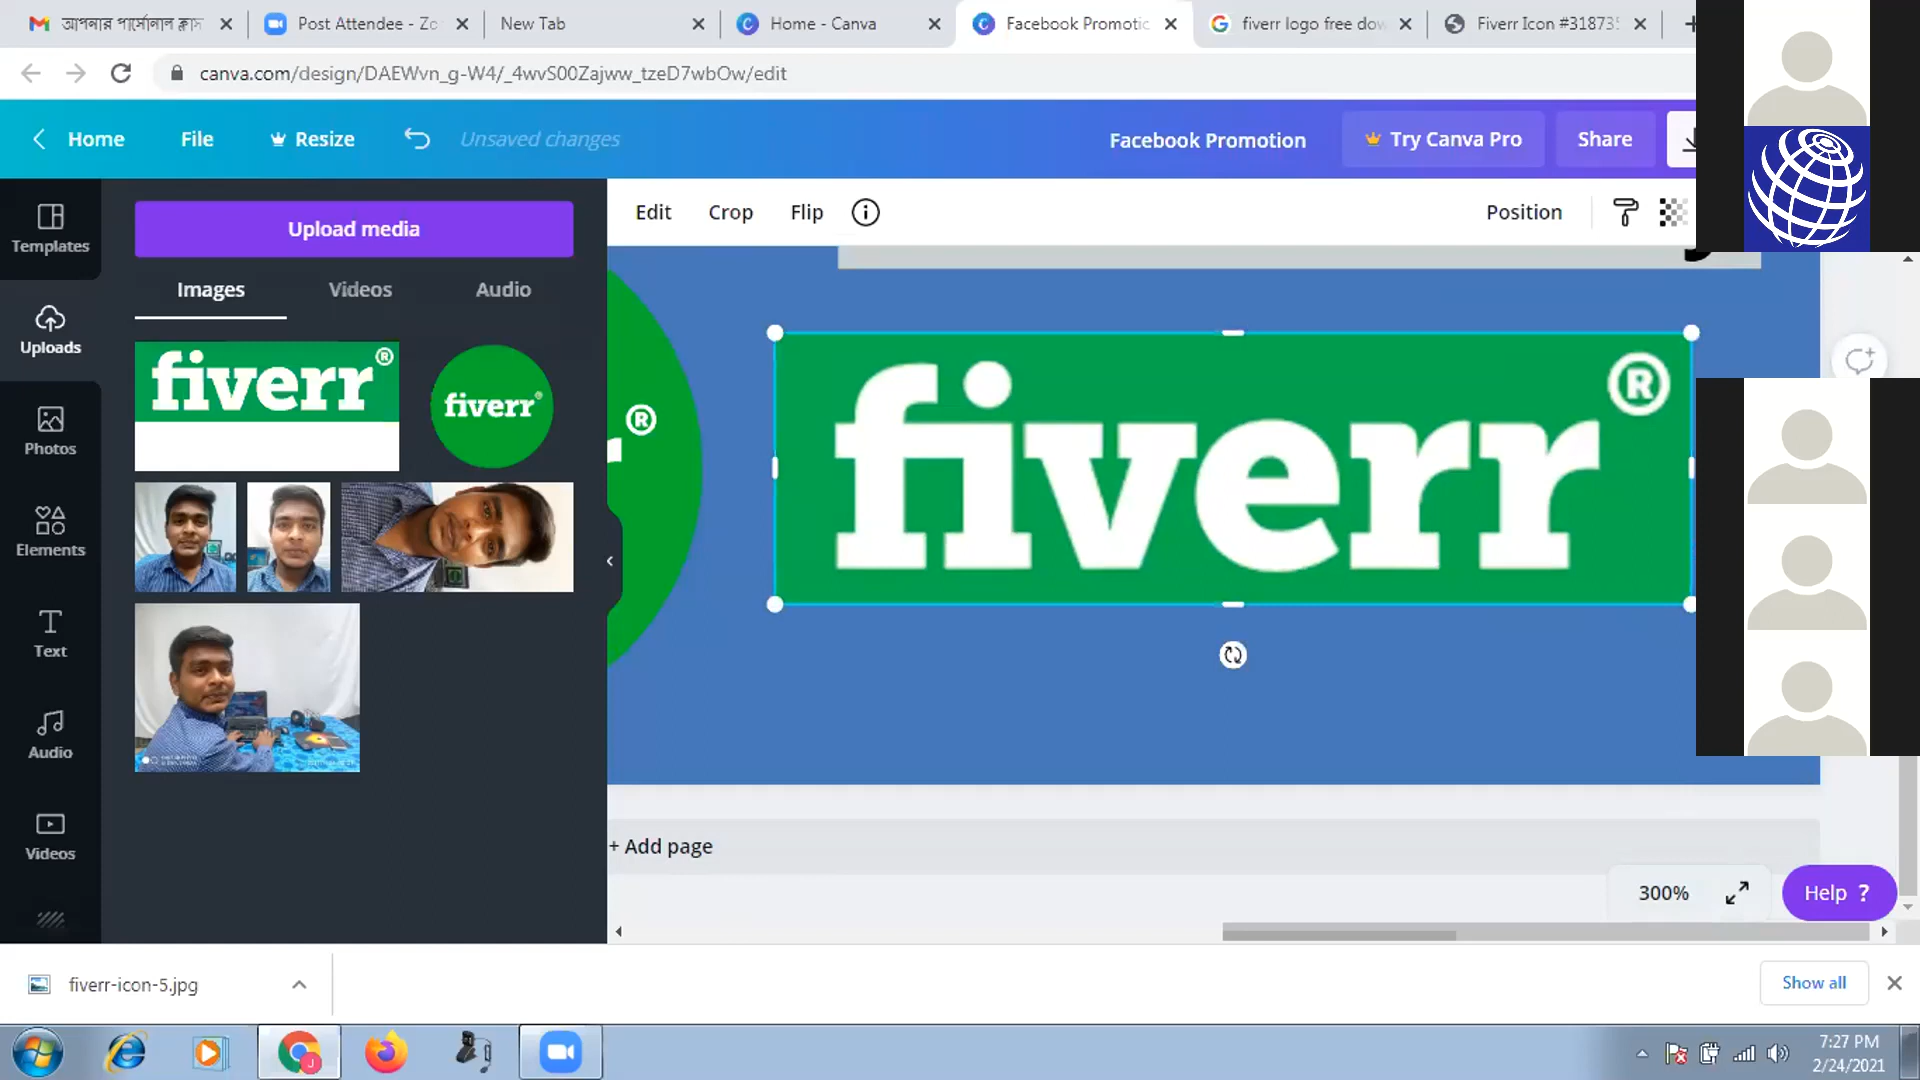 আপনার পার্সোনাল ক্লাস
Post Attendee - Zo
New Tab
Home - Canva
Facebook Promotic
fiverr logo free dow
Fiverr Icon #318735
canva.com/design/DAEWvn_g-W4/_4wvS00Zajww_tzeD7wbOw/edit
Home
File
Resize
Unsaved changes
Facebook Promotion
Try Canva Pro
Share
Templates
Uploads
Photos
Elements
Text
Audio
Videos
Upload media
Images
Videos
Audio
fiverr®
fiverr®
Edit
Crop
Flip
Position
®
fiverr®
+ Add page
300%
Help ?
fiverr-icon-5.jpg
Show all
7:27 PM
2/24/2021